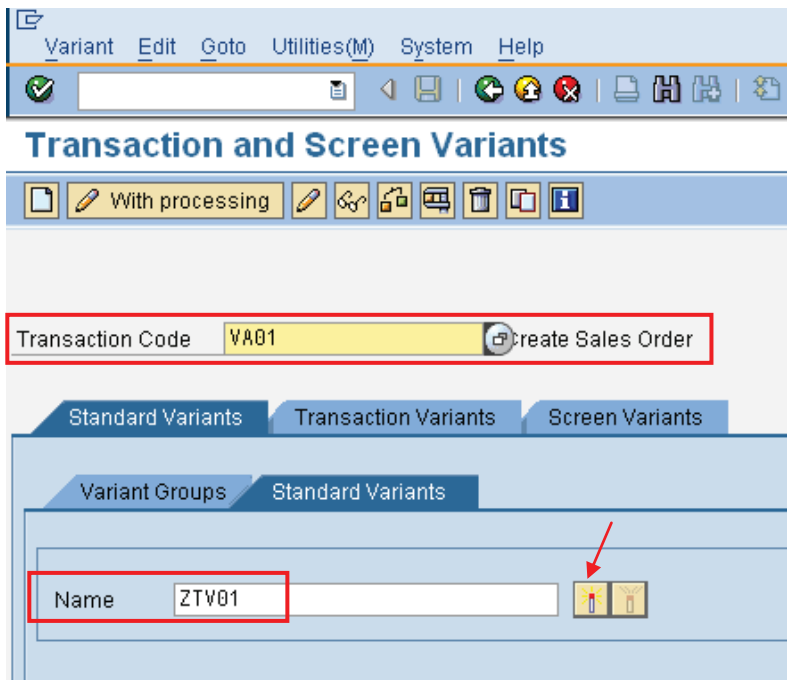 Variant Edit Goto Utilities(M) System Help
Transaction and Screen Variants
With processing
Transaction Code VA01 Create Sales Order
Standard Variants Transaction Variants Screen Variants
Variant Groups Standard Variants
Name ZTV01